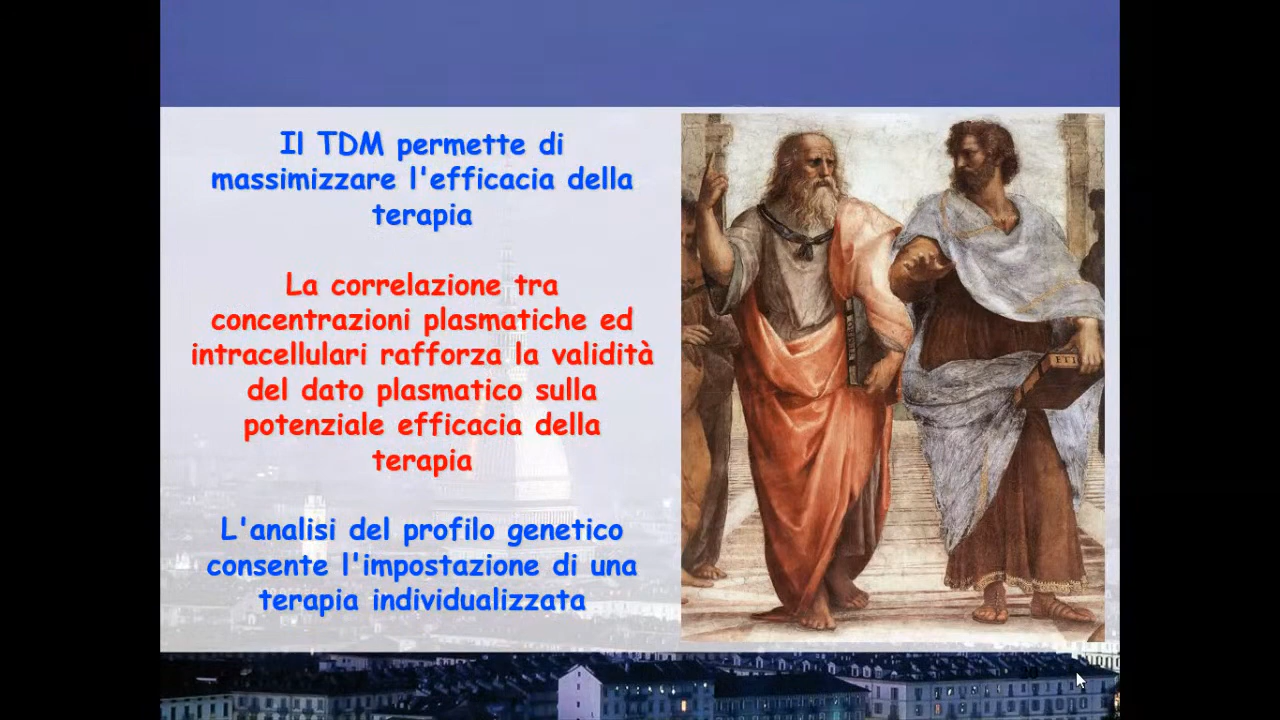 Il TDM permette di
massimizzare l'efficacia della
terapia
La correlazione tra
concentrazioni plasmatiche ed
intracellulari rafforza la validità
del dato plasmatico sulla
potenziale efficacia della
terapia
L'analisi del profilo genetico
consente l'impostazione di una
terapia individualizzata